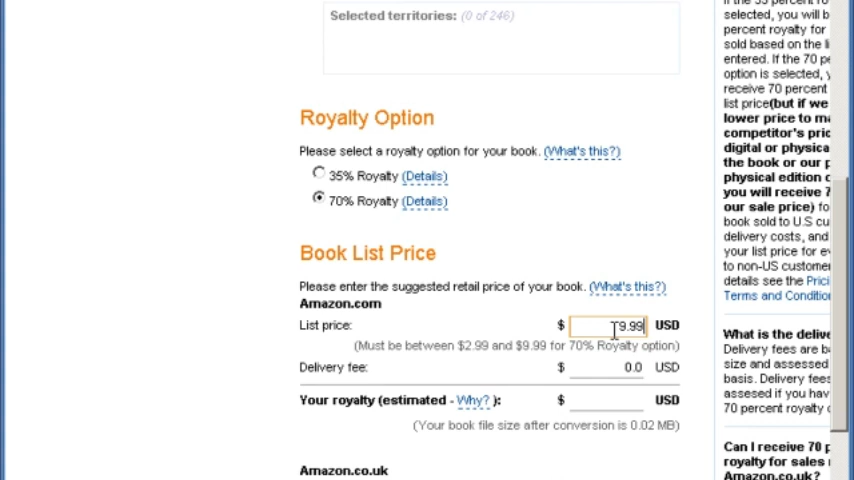 Selected territories: (0 of 246)
Royalty Option
Please select a royalty option for your book. (What's this?)
35% Royalty (Details)
70% Royalty (Details)
Book List Price
Please enter the suggested retail price of your book. (What's this?)
Amazon.com
List price: $ 9.99 USD
(Must be between $2.99 and $9.99 for 70% Royalty option)
Delivery fee: $ 0.0 USD
Your royalty (estimated - Why? ): $ USD
(Your book file size after conversion is 0.02 MB)
Amazon.co.uk
selected, you will b
percent royalty for
sold based on the li
entered. If the 70 pe
option is selected, y
receive 70 percent
list price(but if we
lower price to ma
competitor's pric
digital or physica
the book or our p
physical edition o
you will receive 7
our sale price) fo
book sold to U.S cu
delivery costs, and
your list price for ev
to non-US custome
details see the Prici
Terms and Conditio
What is the delive
Delivery fees are b
size and assessed
basis. Delivery fees
assesed if you hav
70 percent royalty o
Can I receive 70 p
royalty for sales
Amazon.co.uk?